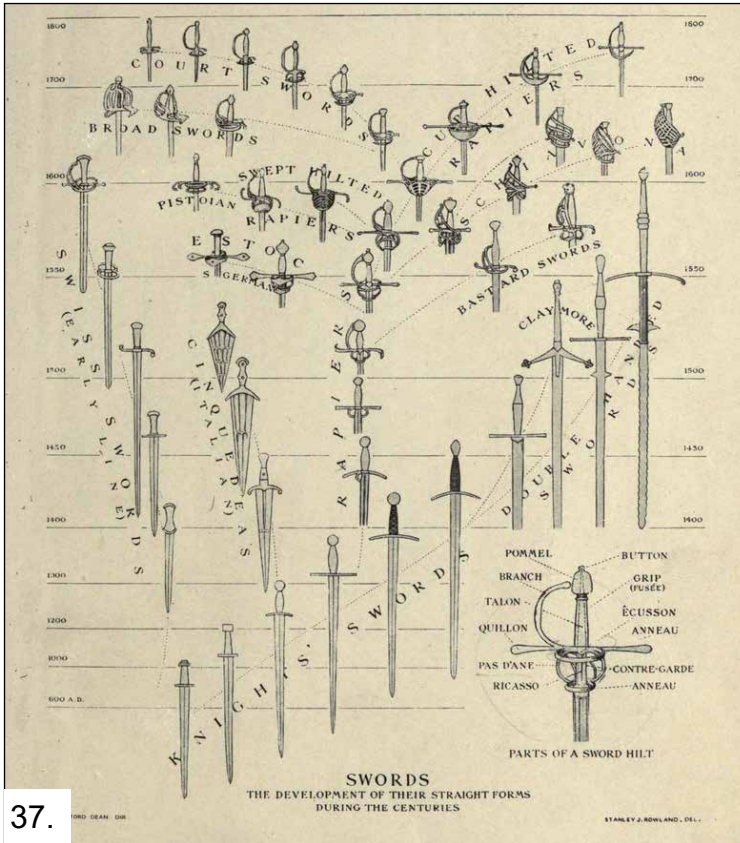 1800
1800
COURT SWORDS
1700
1700
CUP HILTED
RAPIERS
BROAD SWORDS
SCHIAVONA
1600
1600
SWEPT HILTED
RAPIERS
PISTOIAN
ESTOC
S. GERMAN
BASTARD SWORDS
1550
1550
SWISS SWORDS
(EARLY LINE)
CINQUEDEAS
(ITALIAN)
RAPIERS
CLAYMORE
DOUBLE HANDED
SWORDS
1500
1500
1450
1450
1400
1400
KNIGHTS' SWORDS
1300
1200
1000
600 A.D.
POMMEL
BUTTON
BRANCH
GRIP
(FUSÉE)
TALON
ÉCUSSON
QUILLON
ANNEAU
PAS D'ANE
CONTRE-GARDE
RICASSO
ANNEAU
PARTS OF A SWORD HILT
SWORDS
THE DEVELOPMENT OF THEIR STRAIGHT FORMS
DURING THE CENTURIES
37.
FORD DEAN DIR.
STANLEY J. ROWLAND, DEL.